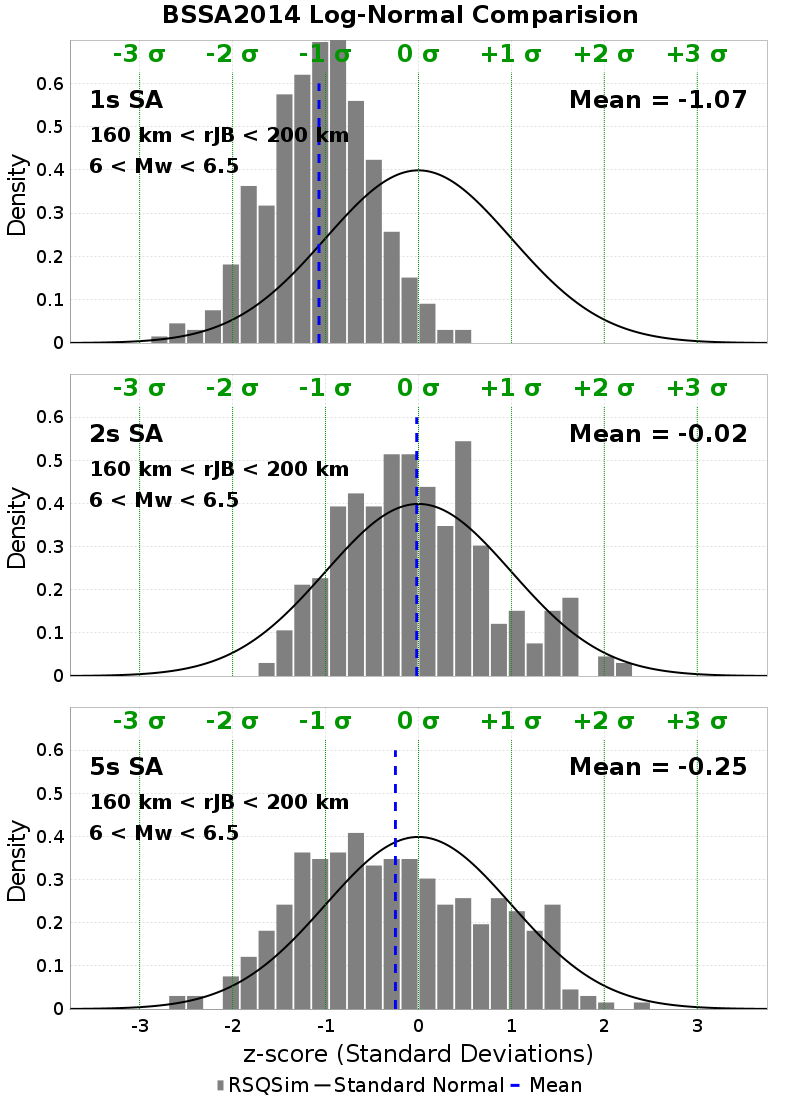 BSSA2014 Log-Normal Comparision
-3 σ -2 σ -1 σ 0 σ +1 σ +2 σ +3 σ
1s SA Mean = -1.07
160 km < rJB < 200 km
6 < Mw < 6.5
Density
0.6
0.5
0.4
0.3
0.2
0.1
0
-3 σ -2 σ -1 σ 0 σ +1 σ +2 σ +3 σ
2s SA Mean = -0.02
160 km < rJB < 200 km
6 < Mw < 6.5
Density
0.6
0.5
0.4
0.3
0.2
0.1
0
-3 σ -2 σ -1 σ 0 σ +1 σ +2 σ +3 σ
5s SA Mean = -0.25
160 km < rJB < 200 km
6 < Mw < 6.5
Density
0.6
0.5
0.4
0.3
0.2
0.1
0
-3 -2 -1 0 1 2 3
z-score (Standard Deviations)
RSQSim Standard Normal Mean